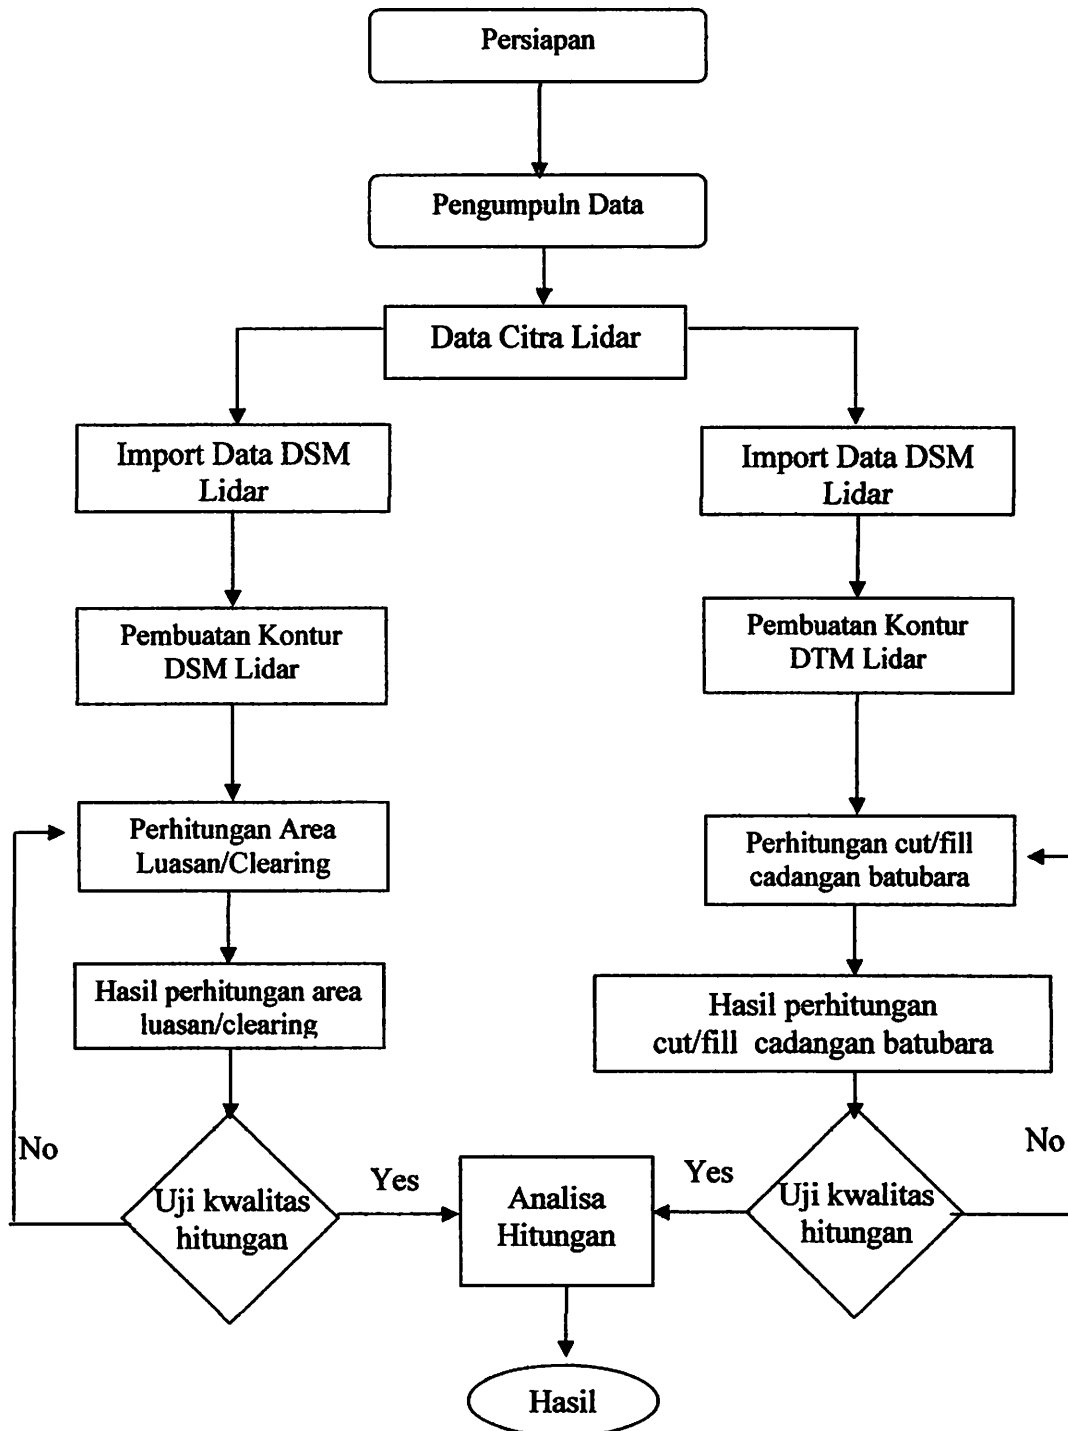 Persiapan
Pengumpuln Data
Data Citra Lidar
Import Data DSM
Lidar
Pembuatan Kontur
DSM Lidar
Perhitungan Area
Luasan/Clearing
Hasil perhitungan area
luasan/clearing
Uji kwalitas
hitungan
No
Yes
Import Data DSM
Lidar
Pembuatan Kontur
DTM Lidar
Perhitungan cut/fill
cadangan batubara
Hasil perhitungan
cut/fill cadangan batubara
Uji kwalitas
hitungan
No
Yes
Analisa
Hitungan
Hasil